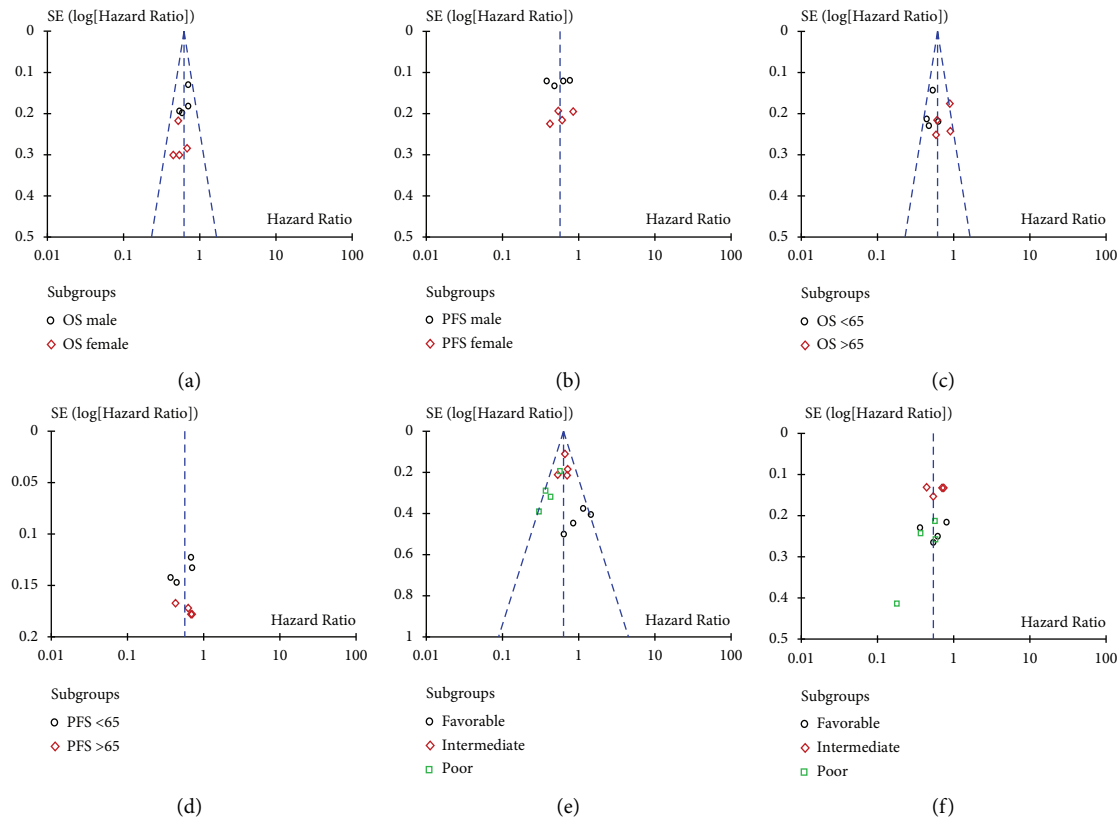 SE (log[Hazard Ratio])
0
0.1
0.2
0.3
0.4
0.5
Hazard Ratio
0.01 0.1 1 10 100
Subgroups
OS male
OS female
(a)
SE (log[Hazard Ratio])
0
0.1
0.2
0.3
0.4
0.5
Hazard Ratio
0.01 0.1 1 10 100
Subgroups
PFS male
PFS female
(b)
SE (log[Hazard Ratio])
0
0.1
0.2
0.3
0.4
0.5
Hazard Ratio
0.01 0.1 1 10 100
Subgroups
OS <65
OS >65
(c)
SE (log[Hazard Ratio])
0
0.05
0.1
0.15
0.2
Hazard Ratio
0.01 0.1 1 10 100
Subgroups
PFS <65
PFS >65
(d)
SE (log[Hazard Ratio])
0
0.2
0.4
0.6
0.8
1
Hazard Ratio
0.01 0.1 1 10 100
Subgroups
Favorable
Intermediate
Poor
(e)
SE (log[Hazard Ratio])
0
0.1
0.2
0.3
0.4
0.5
Hazard Ratio
0.01 0.1 1 10 100
Subgroups
Favorable
Intermediate
Poor
(f)